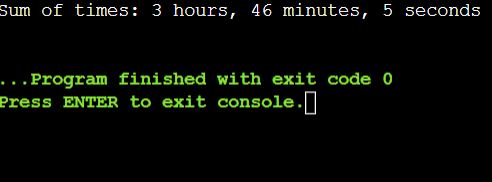 Sum of times: 3 hours, 46 minutes, 5 seconds
...Program finished with exit code 0
Press ENTER to exit console.